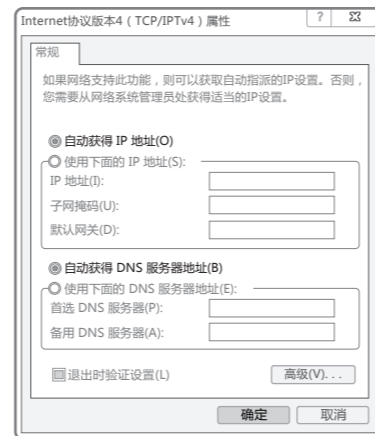 Internet协议版本4（TCP/IPTv4）属性
常规
如果网络支持此功能，则可以获取自动指派的IP设置。否则，
您需要从网络系统管理员处获得适当的IP设置。
自动获得 IP 地址(O)
使用下面的 IP 地址(S):
IP 地址(I):
子网掩码(U):
默认网关(D):
自动获得 DNS 服务器地址(B)
使用下面的 DNS 服务器地址(E):
首选 DNS 服务器(P):
备用 DNS 服务器(A):
退出时验证设置(L)
高级(V)...
确定
取消